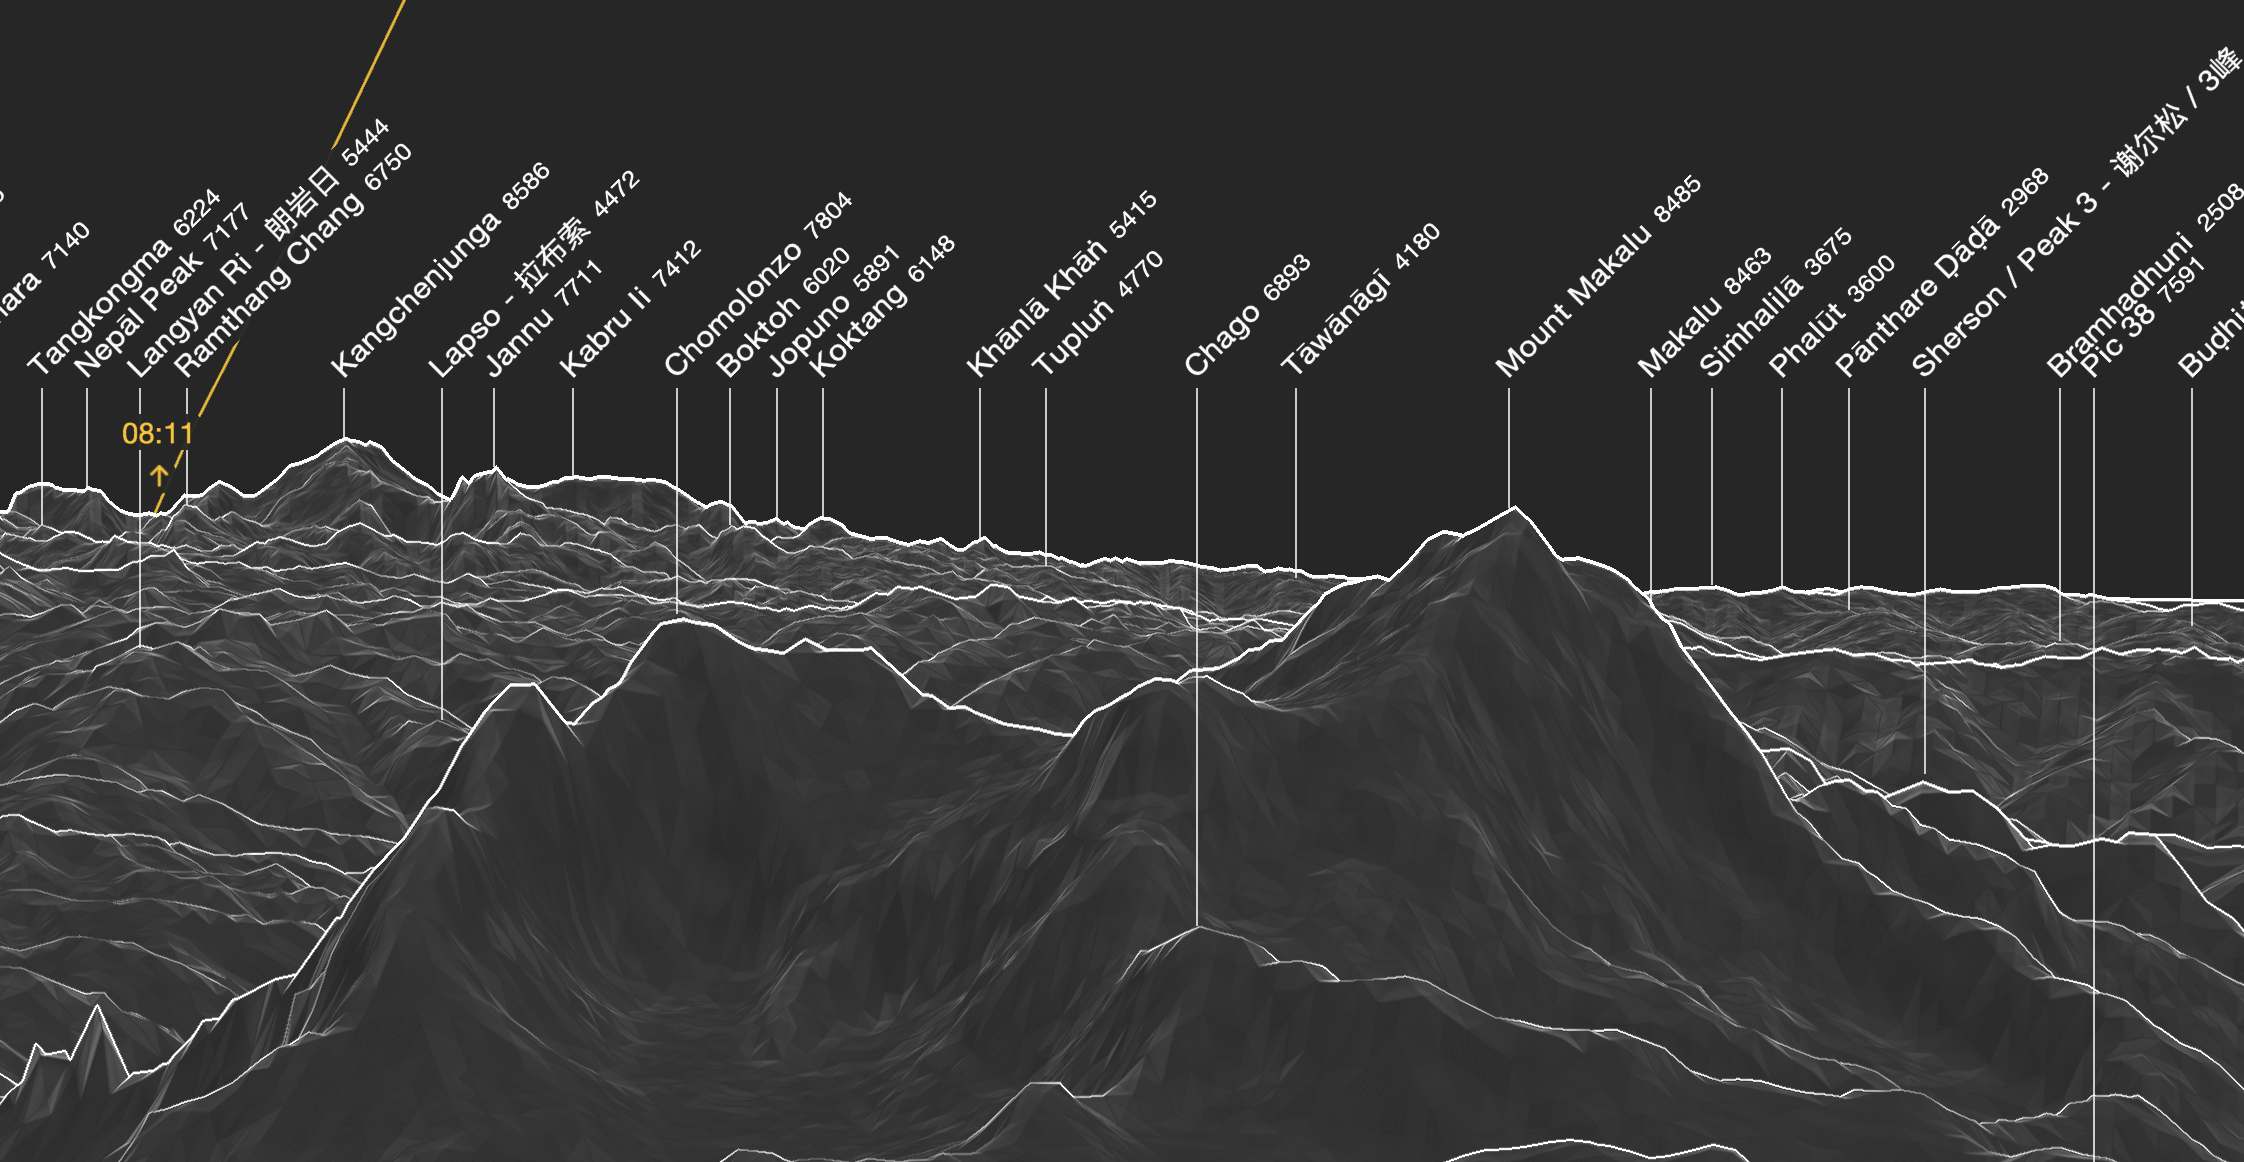 Tangkongma 6224
Nepāl Peak 7177
Langyan Ri - 朗岩日 5444
Ramthang Chang 6750
Kangchenjunga 8586
Lapso - 拉布索 4472
Jannu 7711
Kabru Ii 7412
Chomolonzo 7804
Boktoh 6020
Jopuno 5891
Koktang 6148
Khānlā Khāṅ 5415
Tupluṅ 4770
Chago 6893
Tāwānāgī 4180
Mount Makalu 8485
Makalu 8463
Siṁhalilā 3675
Phalūt 3600
Pānthare Ḍāḍā 2968
Sherson / Peak 3 - 谢尔松 / 3峰
Bramhadhuni 2508
Pic 38 7591
08:11
7140